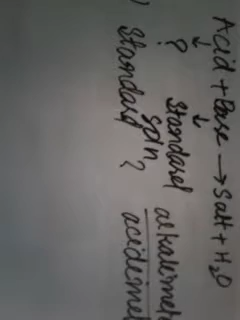 Acid + Base → Salt + H₂O
↓ ↓
? Standard
soln ?
) Standard alkalimet
acidimet